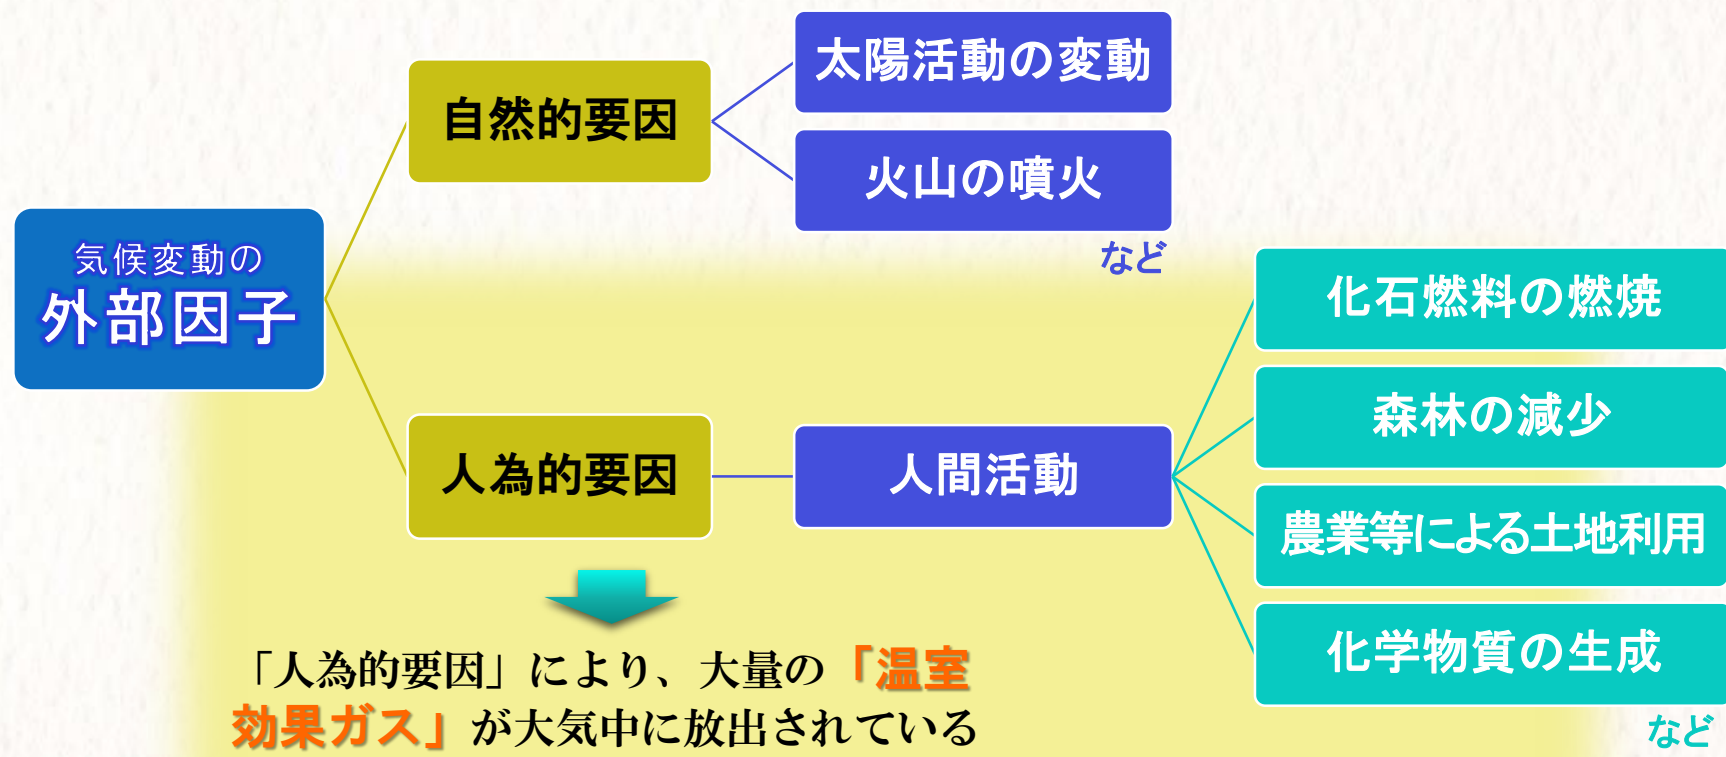 気候変動の
外部因子
自然的要因
太陽活動の変動
火山の噴火
など
人為的要因
人間活動
化石燃料の燃焼
森林の減少
農業等による土地利用
化学物質の生成
など
「人為的要因」により、大量の「温室
効果ガス」が大気中に放出されている